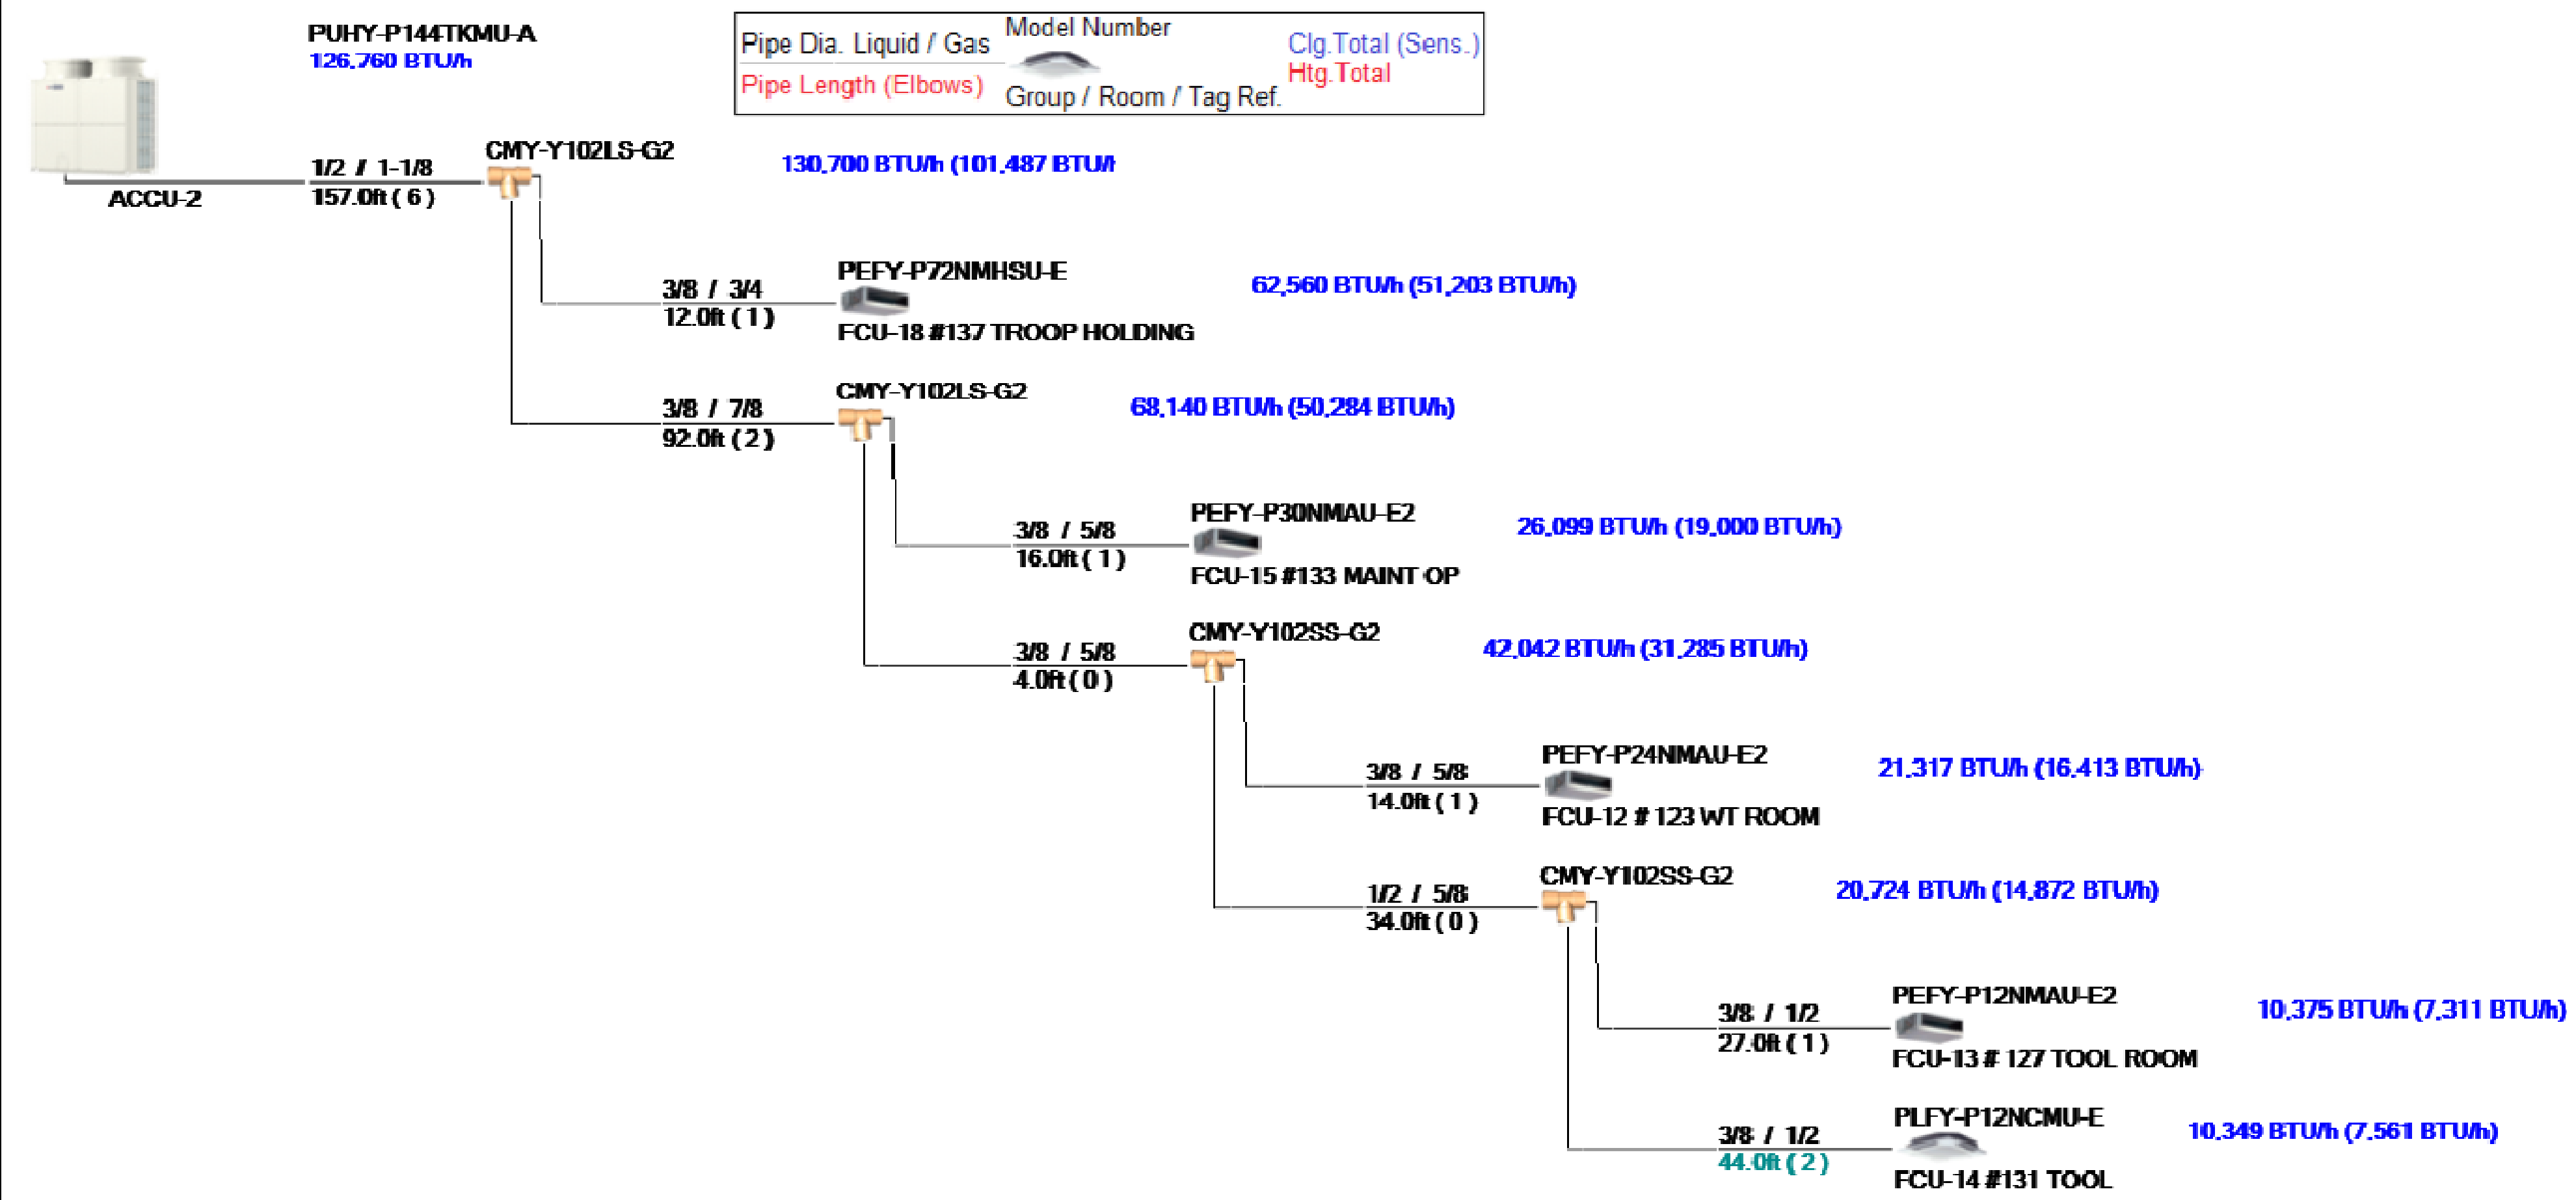 PUHY-P144TKMU-A
126,760 BTU/h
Pipe Dia. Liquid / Gas
Pipe Length (Elbows)
Model Number
Group / Room / Tag Ref.
Clg.Total (Sens.)
Htg.Total
ACCU-2
1/2 / 1-1/8
157.0ft ( 6 )
CMY-Y102LS-G2
130,700 BTU/h (101,487 BTU/
3/8 / 3/4
12.0ft ( 1 )
PEFY-P72NMHSU-E
FCU-18 #137 TROOP HOLDING
62,560 BTU/h (51,203 BTU/h)
3/8 / 7/8
92.0ft ( 2 )
CMY-Y102LS-G2
68,140 BTU/h (50,284 BTU/h)
3/8 / 5/8
16.0ft ( 1 )
PEFY-P30NMAU-E2
FCU-15 #133 MAINT OP
26,099 BTU/h (19,000 BTU/h)
3/8 / 5/8
4.0ft ( 0 )
CMY-Y102SS-G2
42,042 BTU/h (31,285 BTU/h)
3/8 / 5/8
14.0ft ( 1 )
PEFY-P24NMAU-E2
FCU-12 # 123 WT ROOM
21,317 BTU/h (16,413 BTU/h)
1/2 / 5/8
34.0ft ( 0 )
CMY-Y102SS-G2
20,724 BTU/h (14,872 BTU/h)
3/8 / 1/2
27.0ft ( 1 )
PEFY-P12NMAU-E2
FCU-13 # 127 TOOL ROOM
10,375 BTU/h (7,311 BTU/h)
3/8 / 1/2
44.0ft ( 2 )
PLFY-P12NCMU-E
FCU-14 #131 TOOL
10,349 BTU/h (7,561 BTU/h)